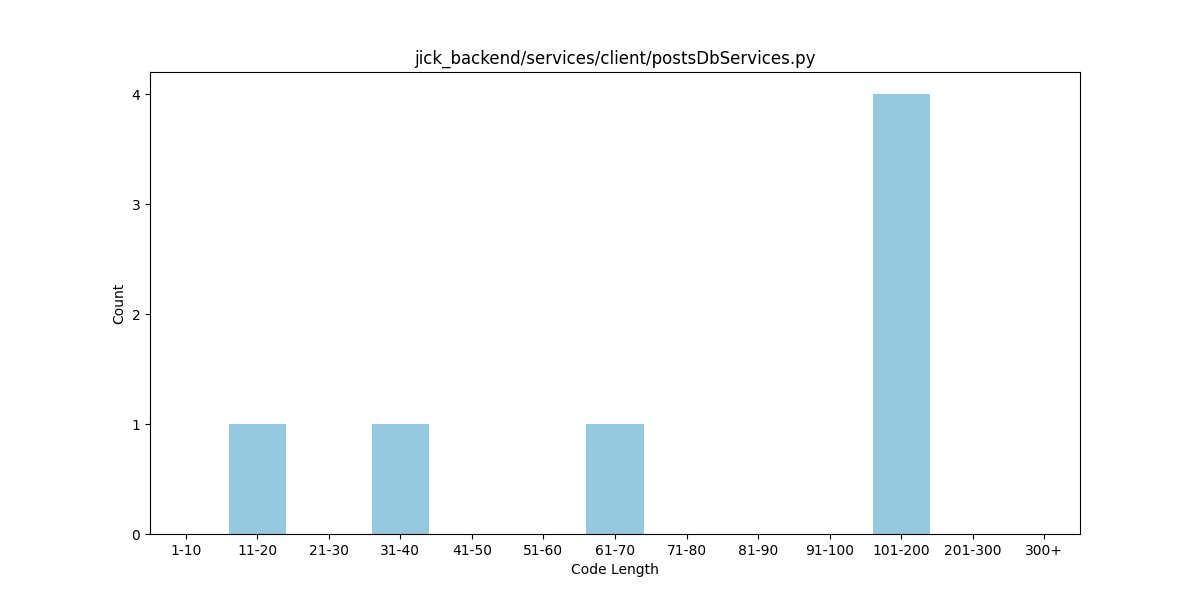 jick_backend/services/client/postsDbServices.py
4
3
2
1
0
Count
1-10 11-20 21-30 31-40 41-50 51-60 61-70 71-80 81-90 91-100 101-200 201-300 300+
Code Length